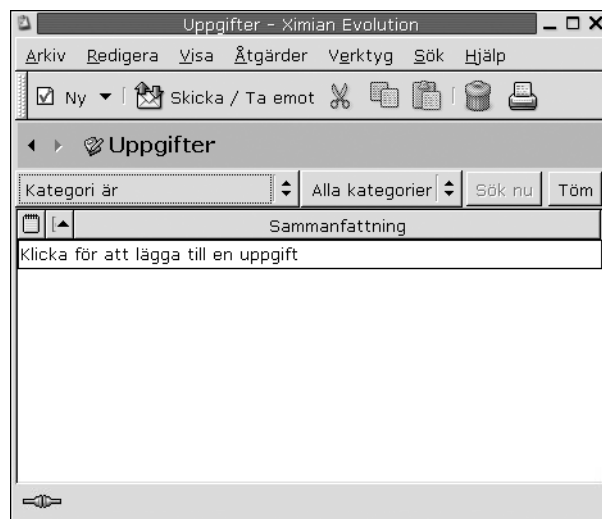 Uppgifter - Ximian Evolution
Arkiv Redigera Visa Åtgärder Verktyg Sök Hjälp
Ny Skicka / Ta emot
Uppgifter
Kategori är Alla kategorier Sök nu Töm
Sammanfattning
Klicka för att lägga till en uppgift